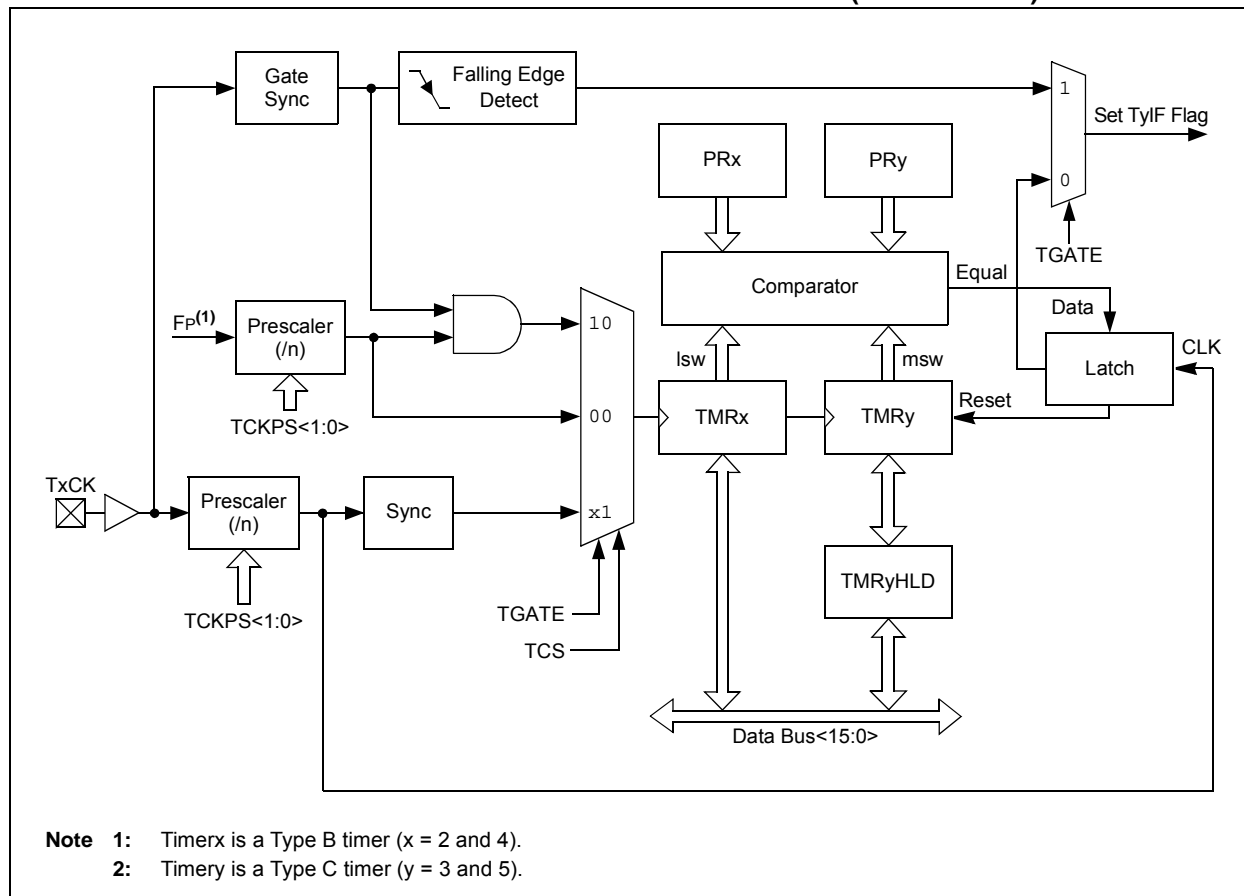 Gate
Sync
Falling Edge
Detect
1
Set TyIF Flag
PRx
PRy
0
TGATE
Equal
Comparator
Data
FP(1)
Prescaler
(/n)
10
lsw
msw
Latch
CLK
TCKPS<1:0>
00
TMRx
TMRy
Reset
TxCK
Prescaler
(/n)
Sync
x1
TMRyHLD
TCKPS<1:0>
TGATE
TCS
Data Bus<15:0>
Note 1: Timerx is a Type B timer (x = 2 and 4).
2: Timery is a Type C timer (y = 3 and 5).